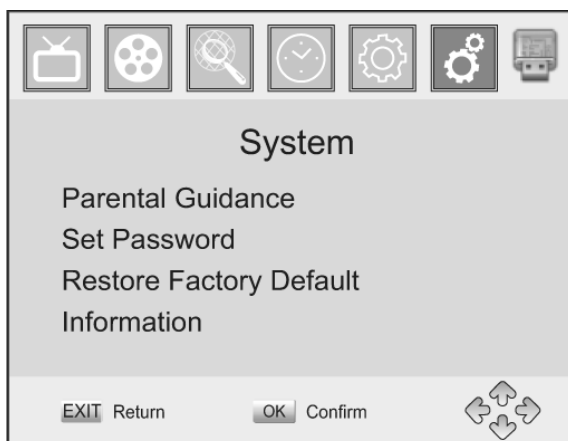 System
Parental Guidance
Set Password
Restore Factory Default
Information
EXIT Return OK Confirm